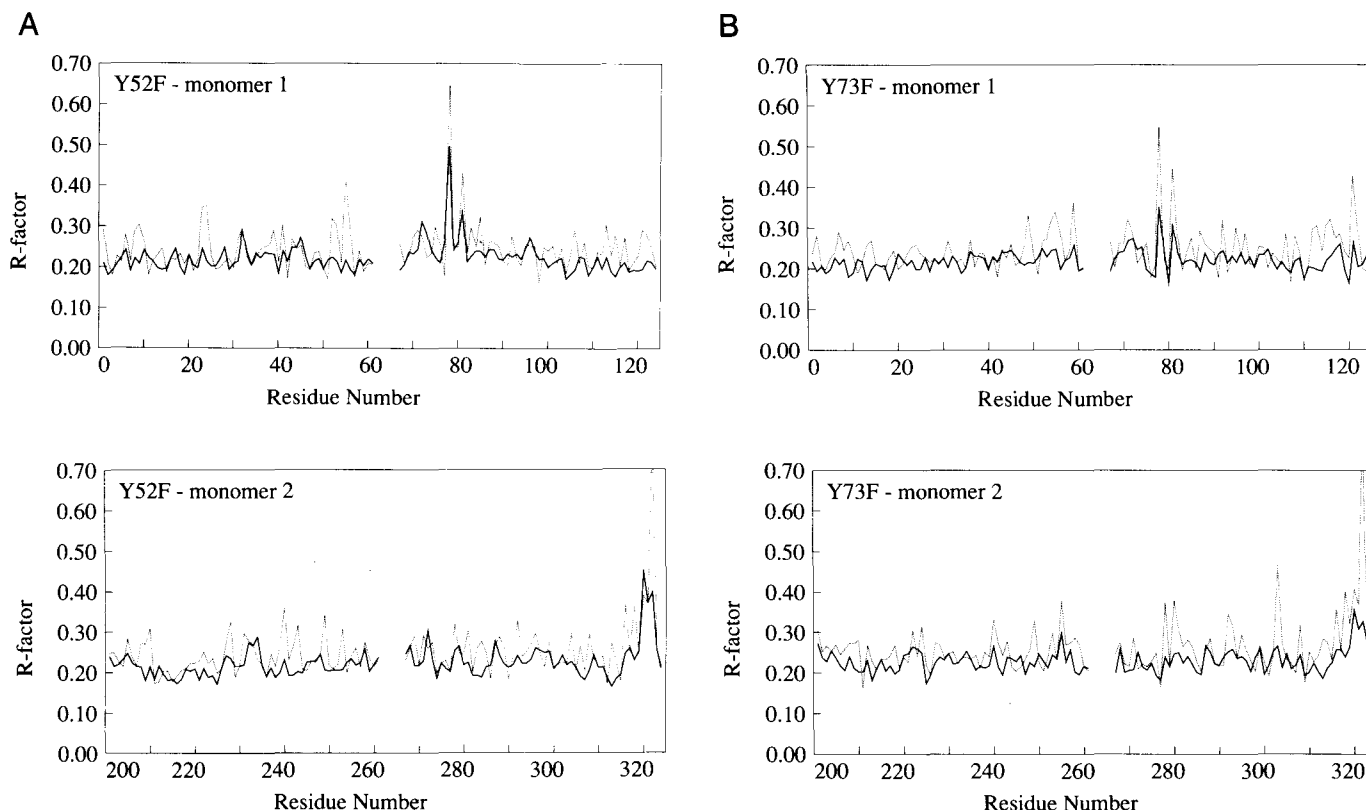 A
B
0.70
0.60
0.50
0.40
0.30
0.20
0.10
0.00
R-factor
Y52F - monomer 1
0 20 40 60 80 100 120
Residue Number
0.70
0.60
0.50
0.40
0.30
0.20
0.10
0.00
R-factor
Y73F - monomer 1
0 20 40 60 80 100 120
Residue Number
0.70
0.60
0.50
0.40
0.30
0.20
0.10
0.00
R-factor
Y52F - monomer 2
200 220 240 260 280 300 320
Residue Number
0.70
0.60
0.50
0.40
0.30
0.20
0.10
0.00
R-factor
Y73F - monomer 2
200 220 240 260 280 300 320
Residue Number